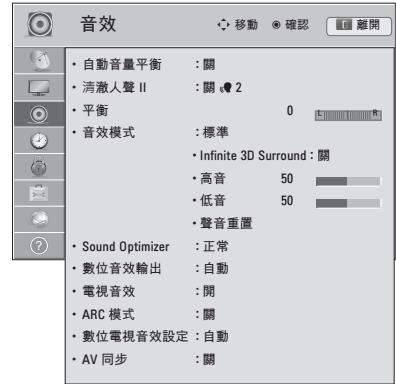 音效 移動 確認 離開
・自動音量平衡 ：關
・清澈人聲 II ：關 2
・平衡 0 L R
・音效模式 ：標準
・Infinite 3D Surround：關
・高音 50
・低音 50
・聲音重置
・Sound Optimizer ：正常
・數位音效輸出 ：自動
・電視音效 ：開
・ARC 模式 ：關
・數位電視音效設定 ：自動
・AV 同步 ：關